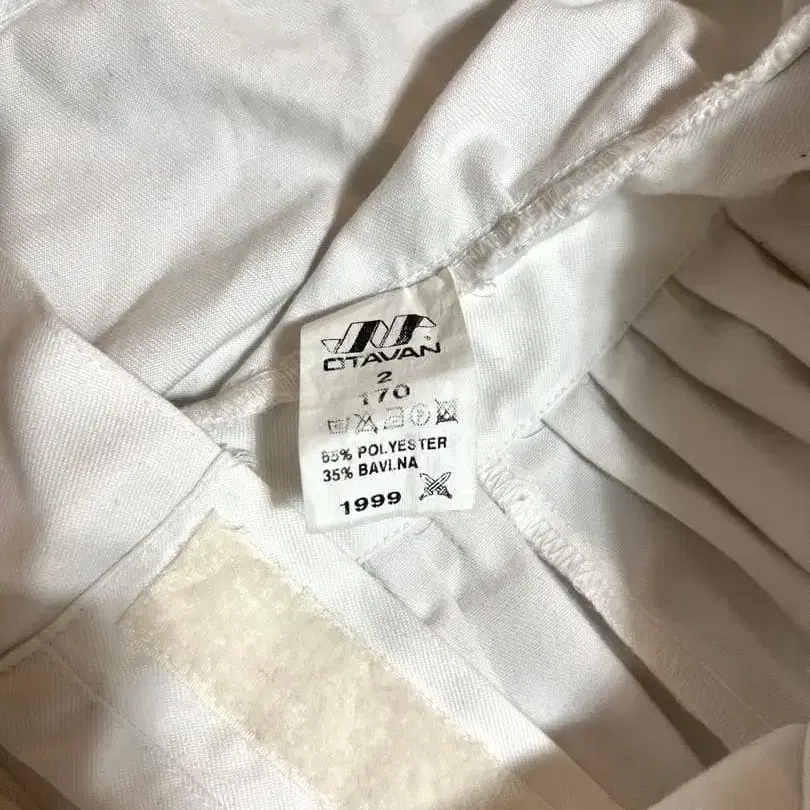 OTAVAN
2
170
65% POLYESTER
35% BAVLNA
1999